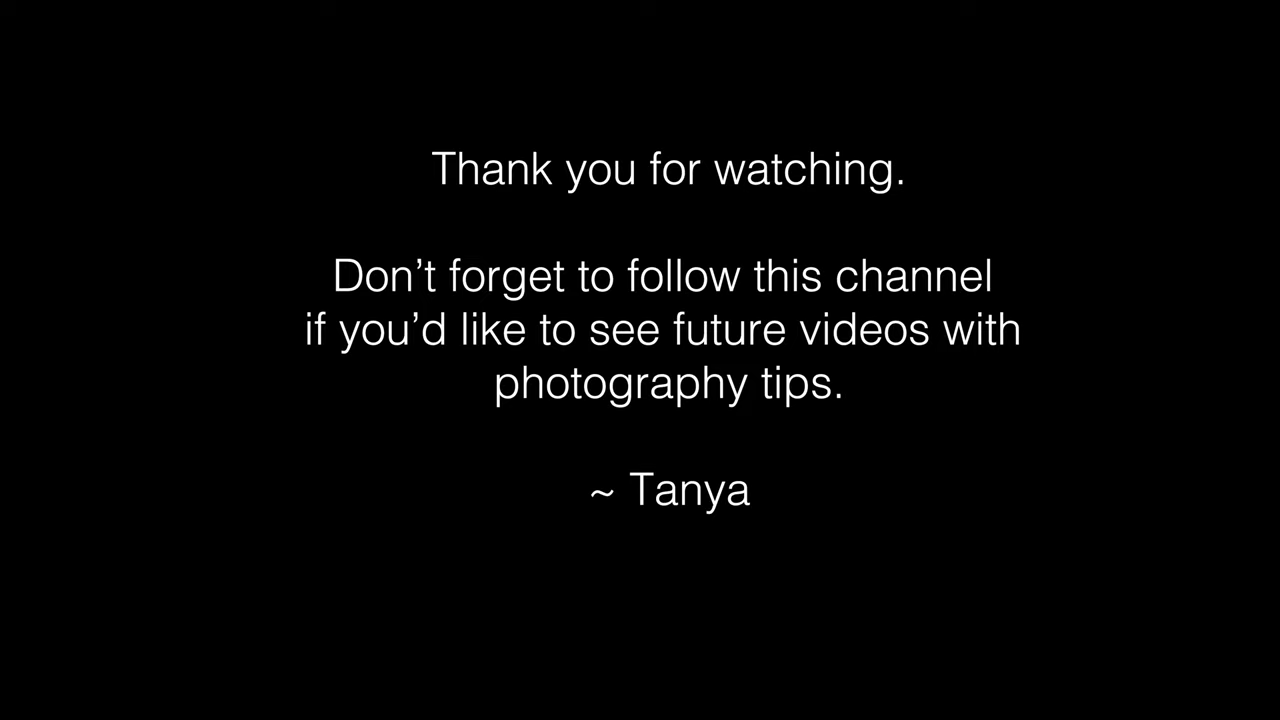 Thank you for watching.
Don’t forget to follow this channel
if you’d like to see future videos with
photography tips.
~ Tanya